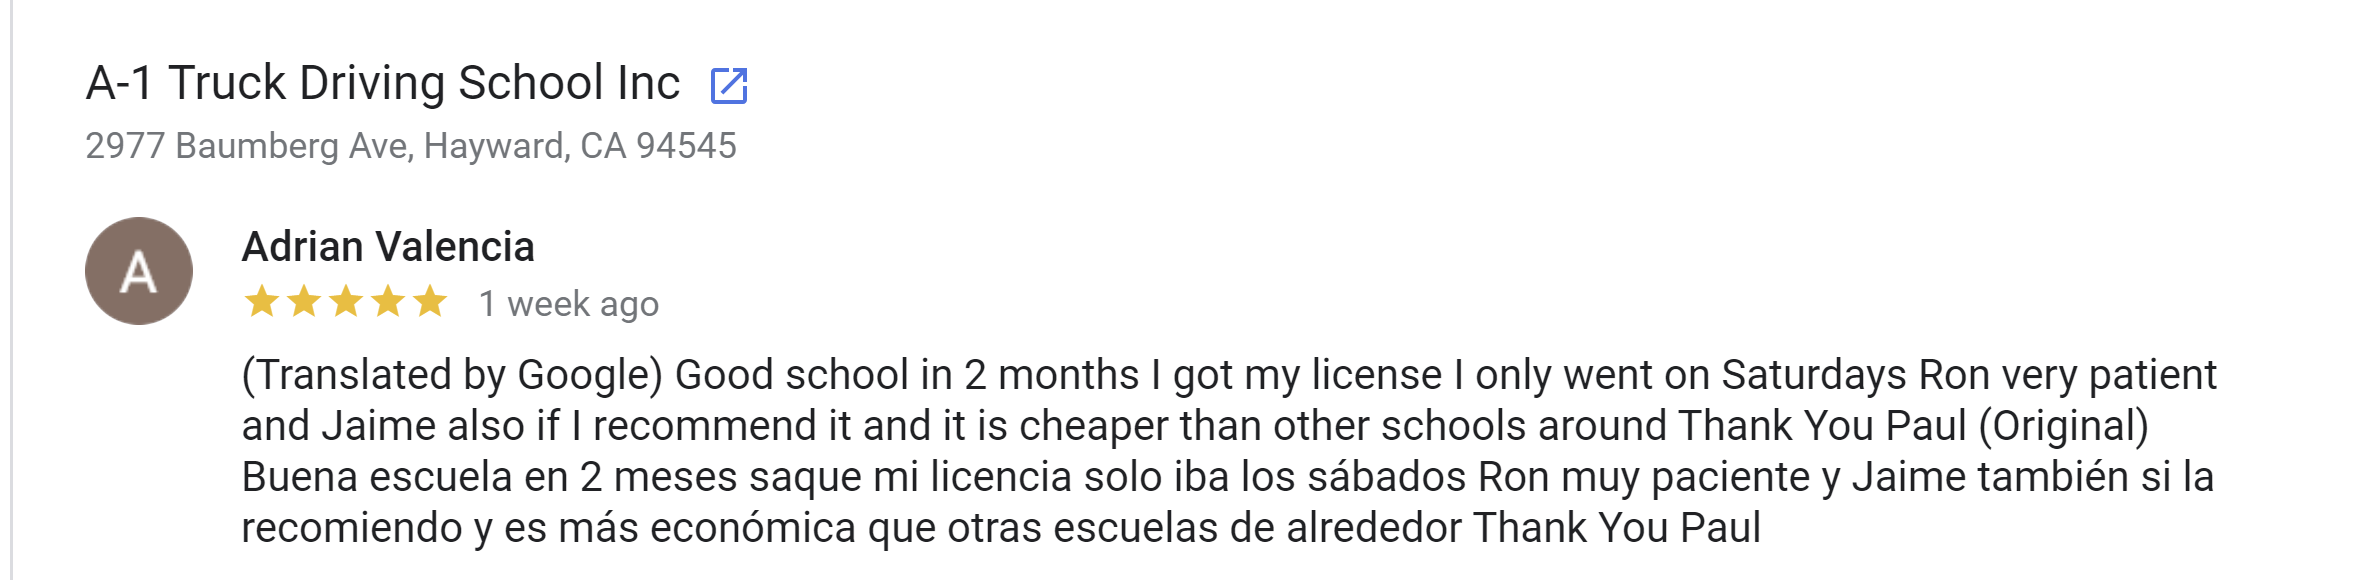 A-1 Truck Driving School Inc
2977 Baumberg Ave, Hayward, CA 94545
A
Adrian Valencia
1 week ago
(Translated by Google) Good school in 2 months I got my license I only went on Saturdays Ron very patient
and Jaime also if I recommend it and it is cheaper than other schools around Thank You Paul (Original)
Buena escuela en 2 meses saque mi licencia solo iba los sábados Ron muy paciente y Jaime también si la
recomiendo y es más económica que otras escuelas de alrededor Thank You Paul